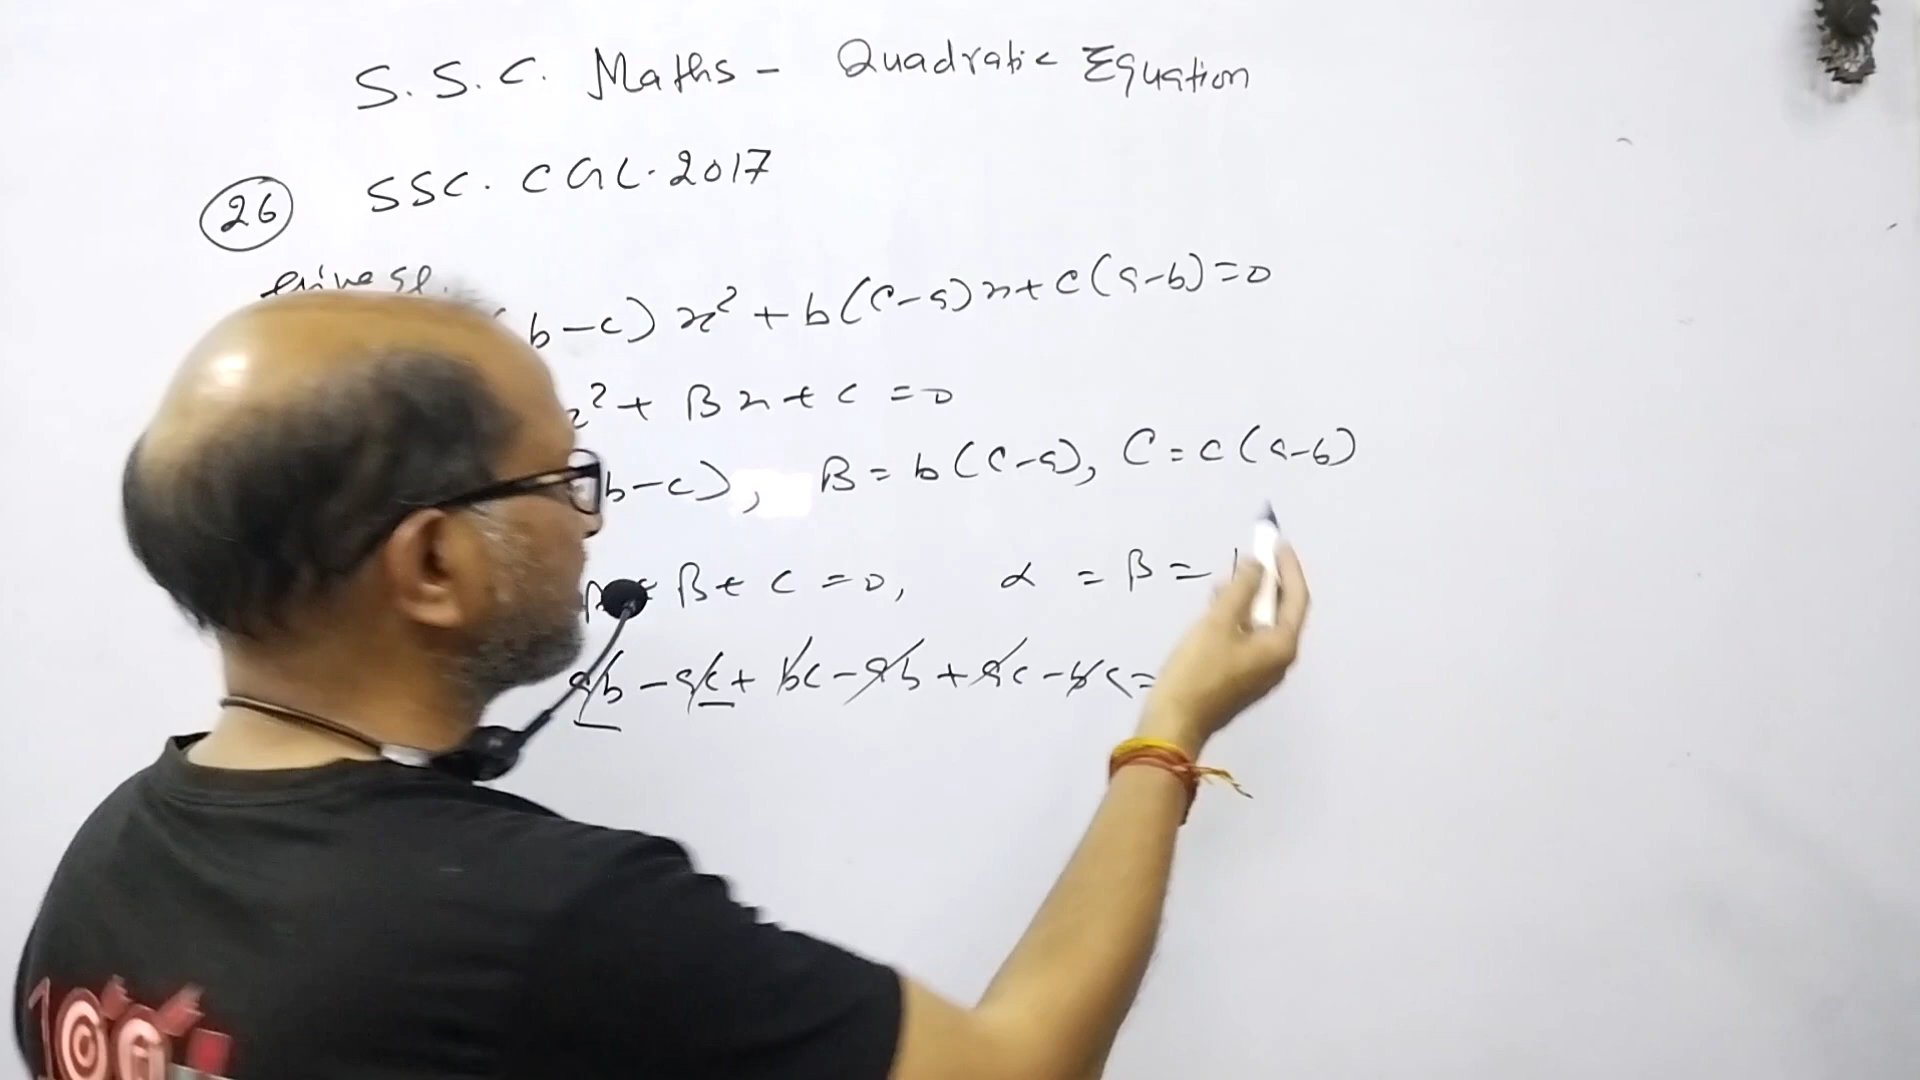 S.S.C. Maths - Quadratic Equation
26 SSC. CGL. 2017
b-c) x² + b(c-a)x + c(a-b) = 0
x² + Bx + C = 0
b-c), B = b(c-a), C = c(a-b)
B + C = 0, α = β = 1
ab - ac + bc - ab + ac - bc =